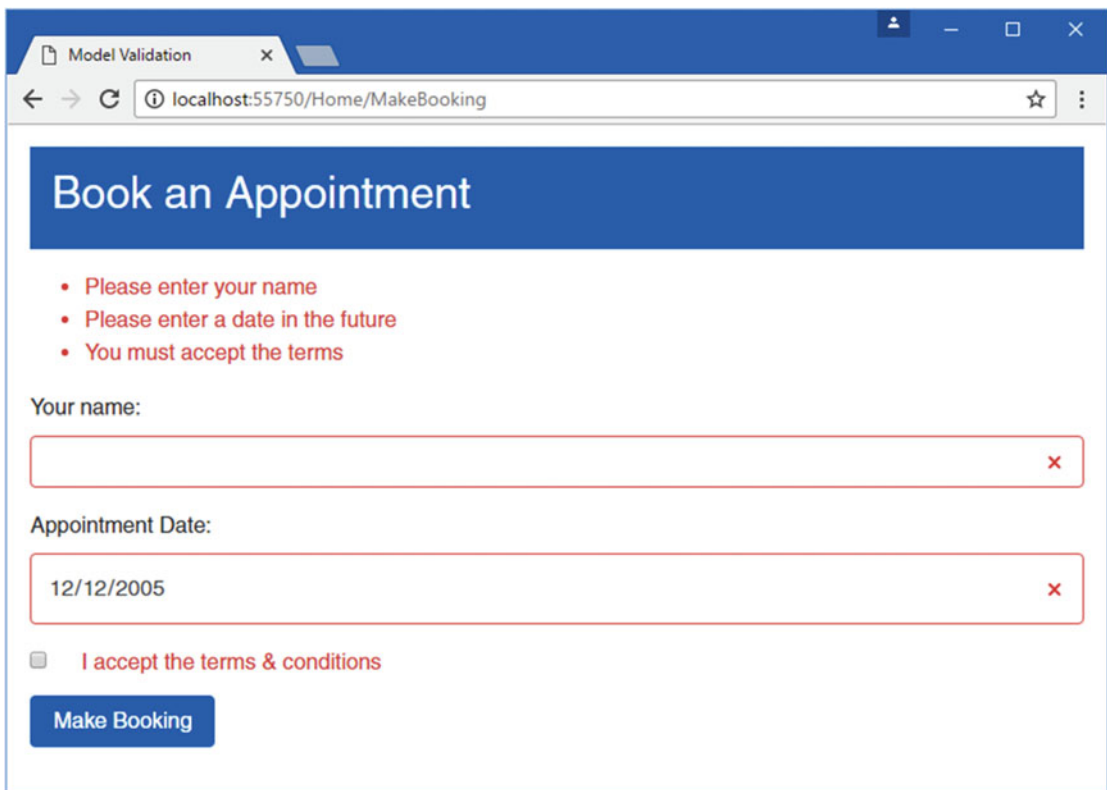 Model Validation
localhost:55750/Home/MakeBooking
Book an Appointment
Please enter your name
Please enter a date in the future
You must accept the terms
Your name:
Appointment Date:
12/12/2005
I accept the terms & conditions
Make Booking